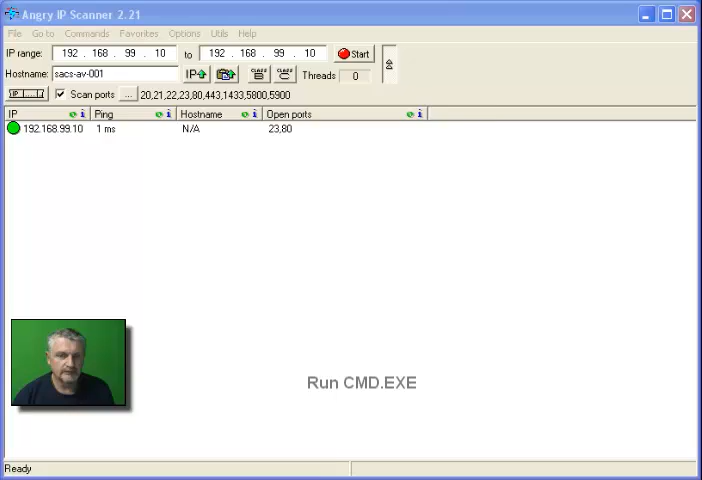 Angry IP Scanner 2.21
File Go to Commands Favorites Options Utils Help
IP range: 192 . 168 . 99 . 10 to 192 . 168 . 99 . 10 Start
Hostname: sacs-av-001 IP CLASS B CLASS C Threads 0
IP Scan ports ... 20,21,22,23,80,443,1433,5800,5900
IP i Ping i Hostname i Open ports i
192.168.99.10 1 ms N/A 23,80
Run CMD.EXE
Ready